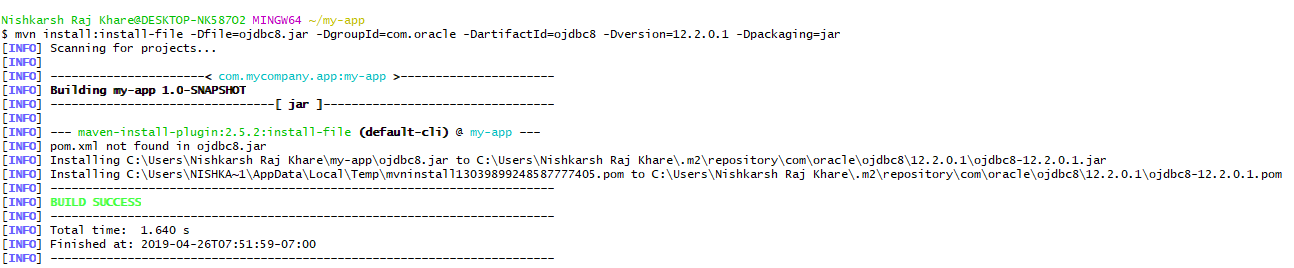 Nishkarsh Raj Khare@DESKTOP-NK587O2 MINGW64 ~/my-app
$ mvn install:install-file -Dfile=ojdbc8.jar -DgroupId=com.oracle -DartifactId=ojdbc8 -Dversion=12.2.0.1 -Dpackaging=jar
[INFO] Scanning for projects...
[INFO]
[INFO] ----------------------< com.mycompany.app:my-app >----------------------
[INFO] Building my-app 1.0-SNAPSHOT
[INFO] --------------------------------[ jar ]---------------------------------
[INFO]
[INFO] --- maven-install-plugin:2.5.2:install-file (default-cli) @ my-app ---
[INFO] pom.xml not found in ojdbc8.jar
[INFO] Installing C:\Users\Nishkarsh Raj Khare\my-app\ojdbc8.jar to C:\Users\Nishkarsh Raj Khare\.m2\repository\com\oracle\ojdbc8\12.2.0.1\ojdbc8-12.2.0.1.jar
[INFO] Installing C:\Users\NISHKA~1\AppData\Local\Temp\mvninstall13039899248587777405.pom to C:\Users\Nishkarsh Raj Khare\.m2\repository\com\oracle\ojdbc8\12.2.0.1\ojdbc8-12.2.0.1.pom
[INFO] ------------------------------------------------------------------------
[INFO] BUILD SUCCESS
[INFO] ------------------------------------------------------------------------
[INFO] Total time:  1.640 s
[INFO] Finished at: 2019-04-26T07:51:59-07:00
[INFO] ------------------------------------------------------------------------